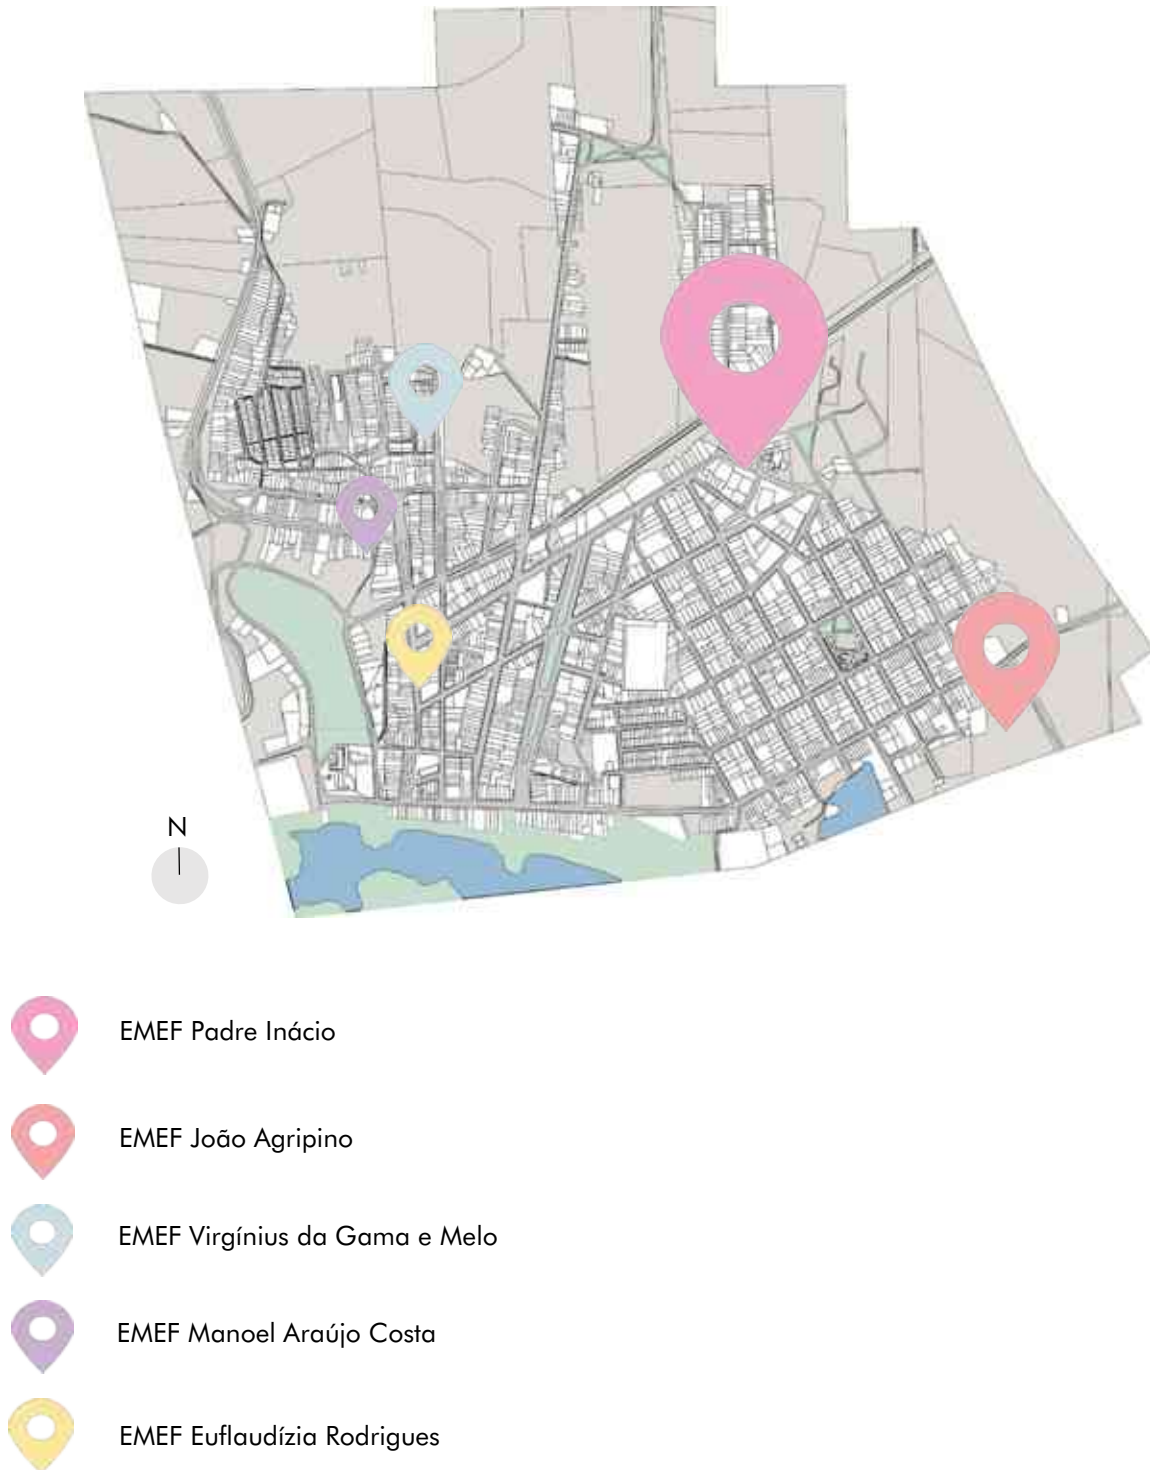 N
EMEF Padre Inácio
EMEF João Agripino
EMEF Virgínius da Gama e Melo
EMEF Manoel Araújo Costa
EMEF Euflaudízia Rodrigues